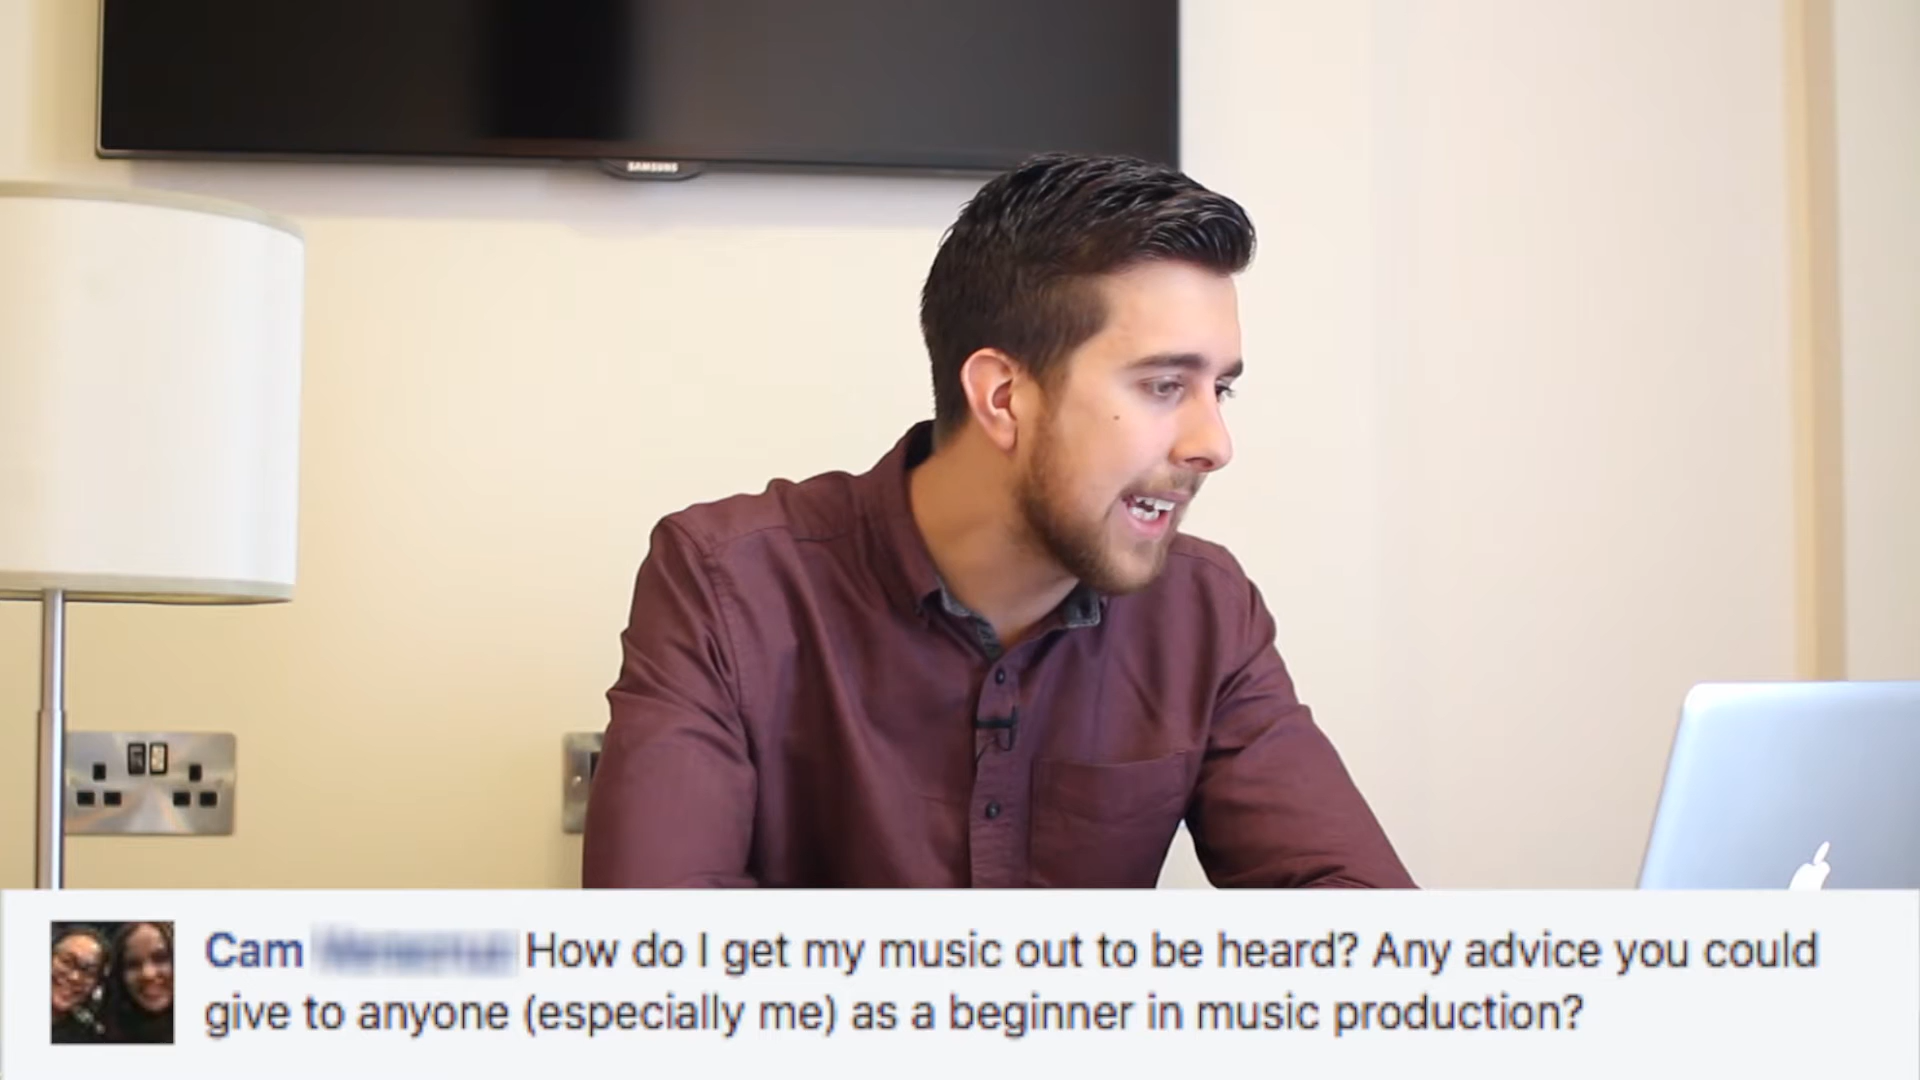 SAMSUNG
Cam How do I get my music out to be heard? Any advice you could
give to anyone (especially me) as a beginner in music production?